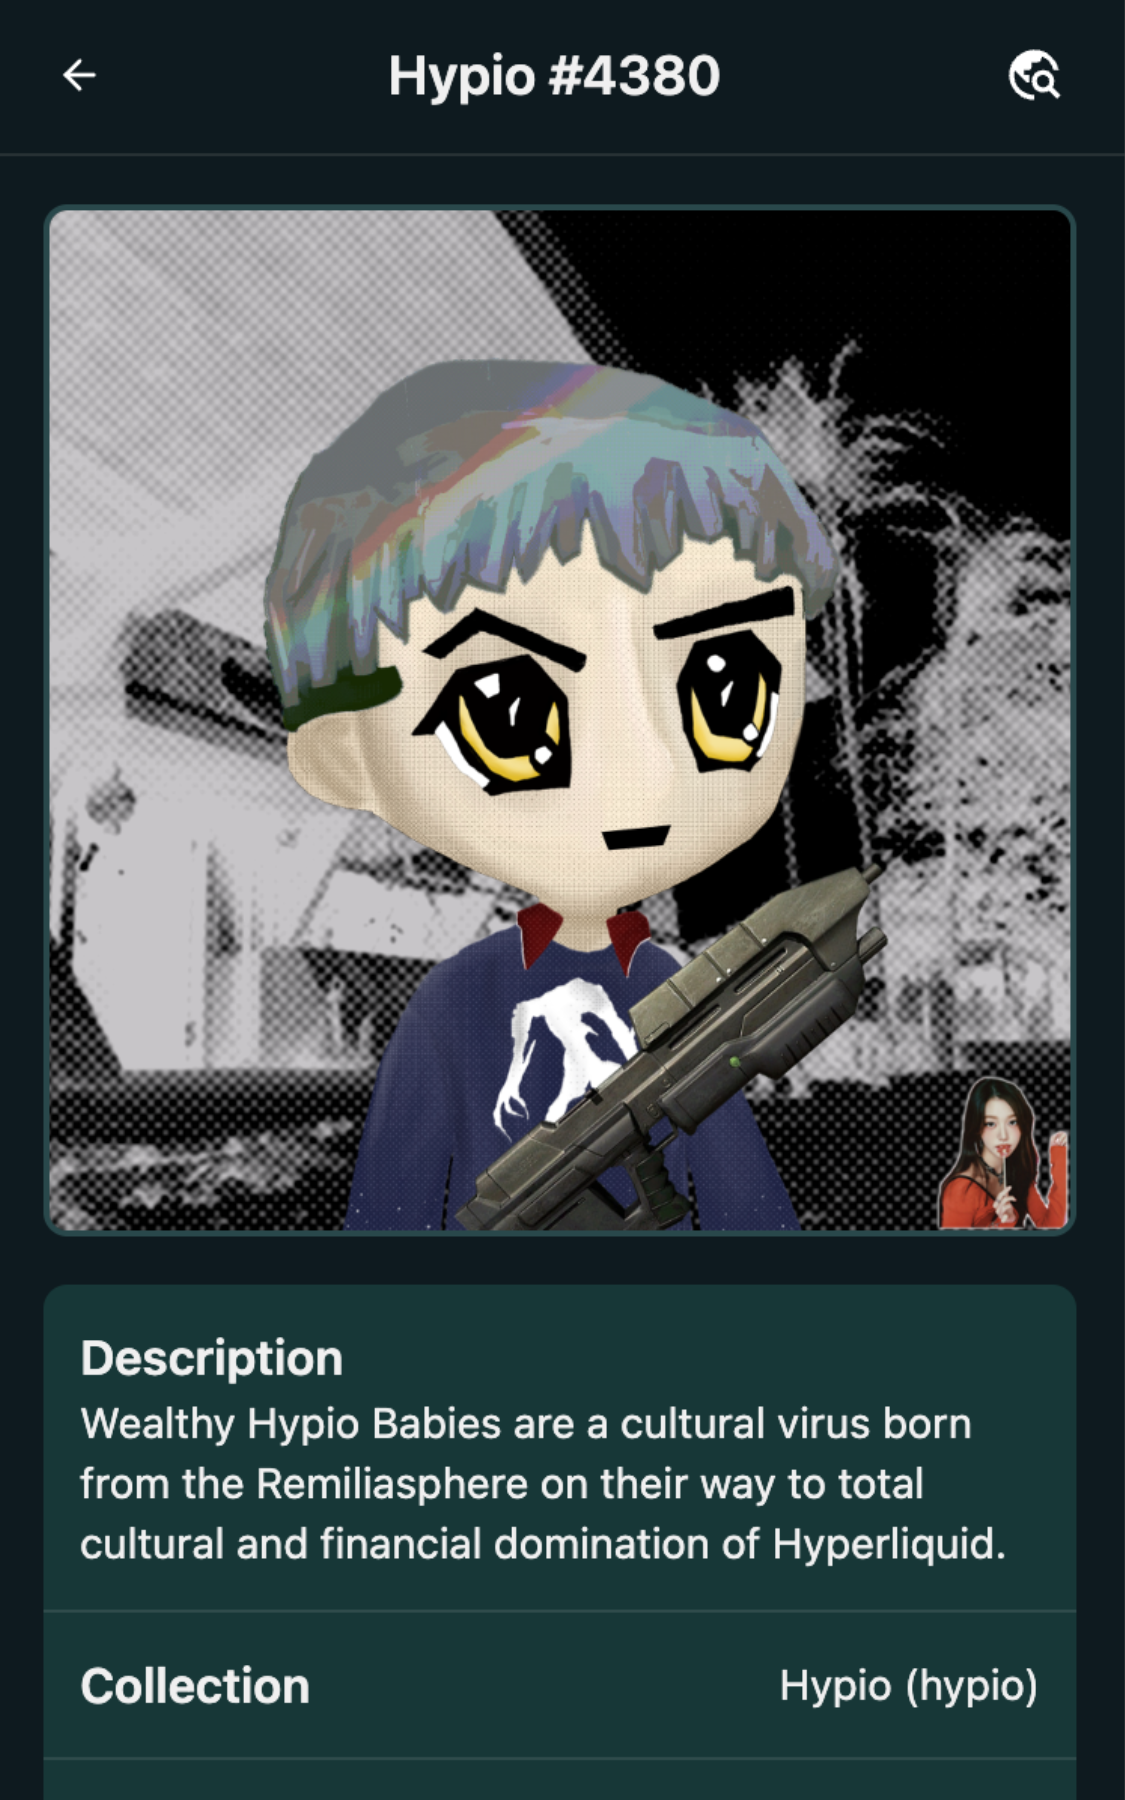 Hypio #4380
Description
Wealthy Hypio Babies are a cultural virus born
from the Remiliasphere on their way to total
cultural and financial domination of Hyperliquid.
Collection
Hypio (hypio)